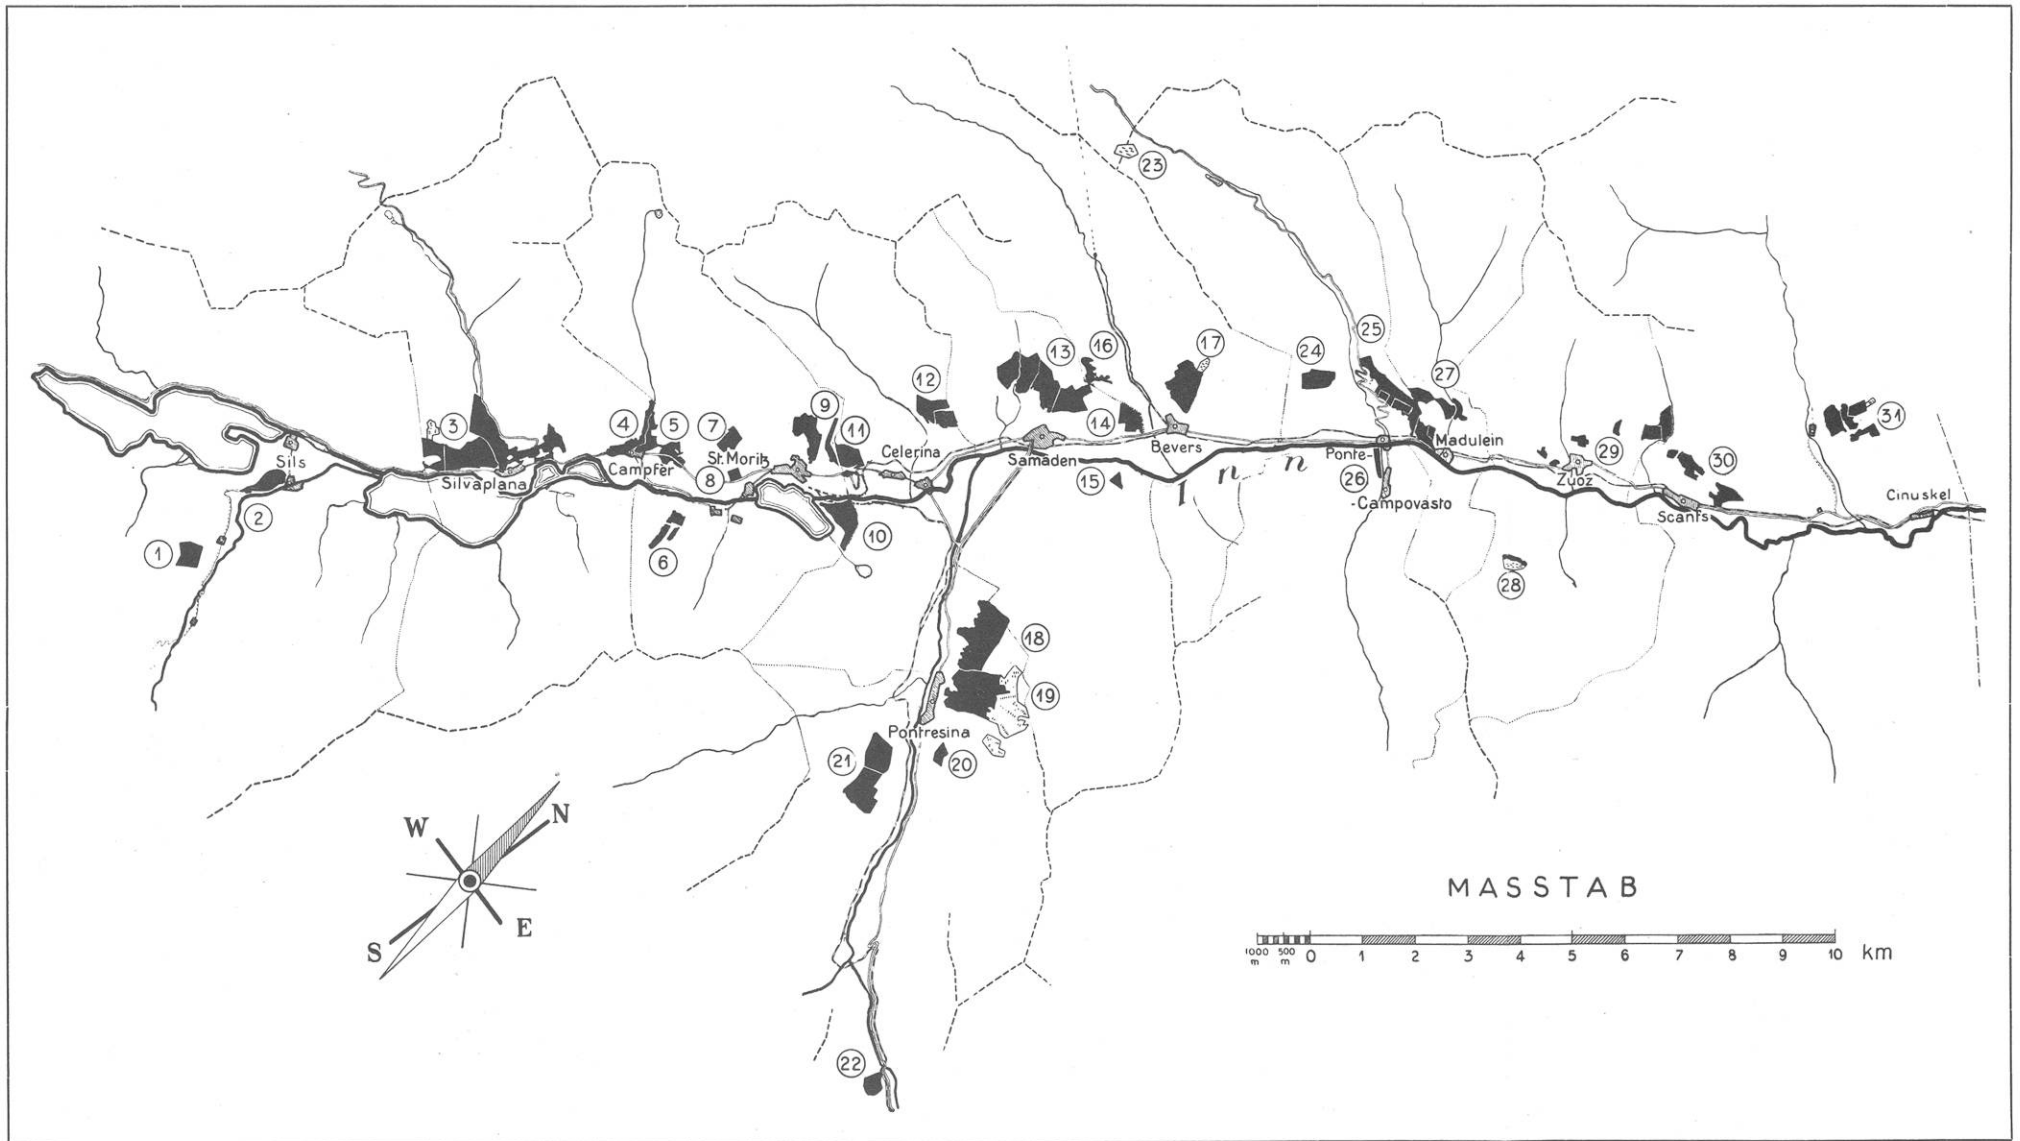 23
25
17
16
13
24
27
12
9
31
3
4
5
7
11
14
29
Madulein
Celerina
Bevers
Samaden
Ponte-
Sils
St. Moritz
Campfer
Silvaplana
8
15
I n n
26
-Campovasto
Zuoz
30
Scanfs
Cinuskel
2
1
6
10
28
18
19
Pontresina
21
20
W
N
S
E
MASSTAB
1000 m
500 m
0 1 2 3 4 5 6 7 8 9 10 km
22